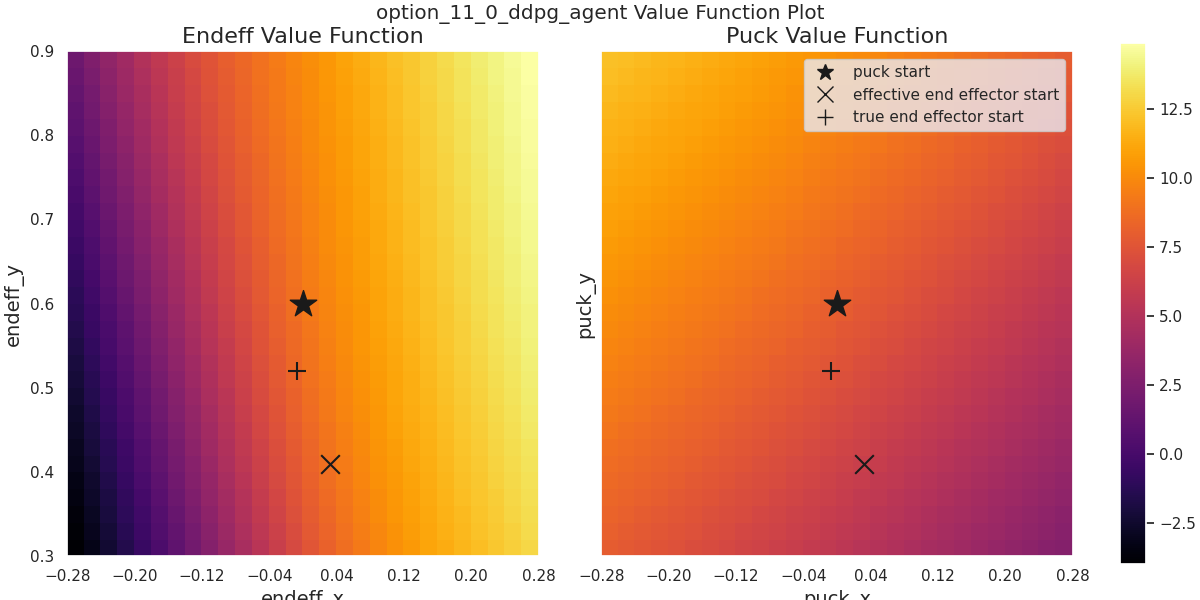 option_11_0_ddpg_agent Value Function Plot
Endeff Value Function
Puck Value Function
puck start
effective end effector start
true end effector start
0.9
0.8
0.7
0.6
0.5
0.4
0.3
endeff_y
−0.28 −0.20 −0.12 −0.04 0.04 0.12 0.20 0.28
endeff_x
puck_y
−0.28 −0.20 −0.12 −0.04 0.04 0.12 0.20 0.28
puck_x
12.5
10.0
7.5
5.0
2.5
0.0
−2.5